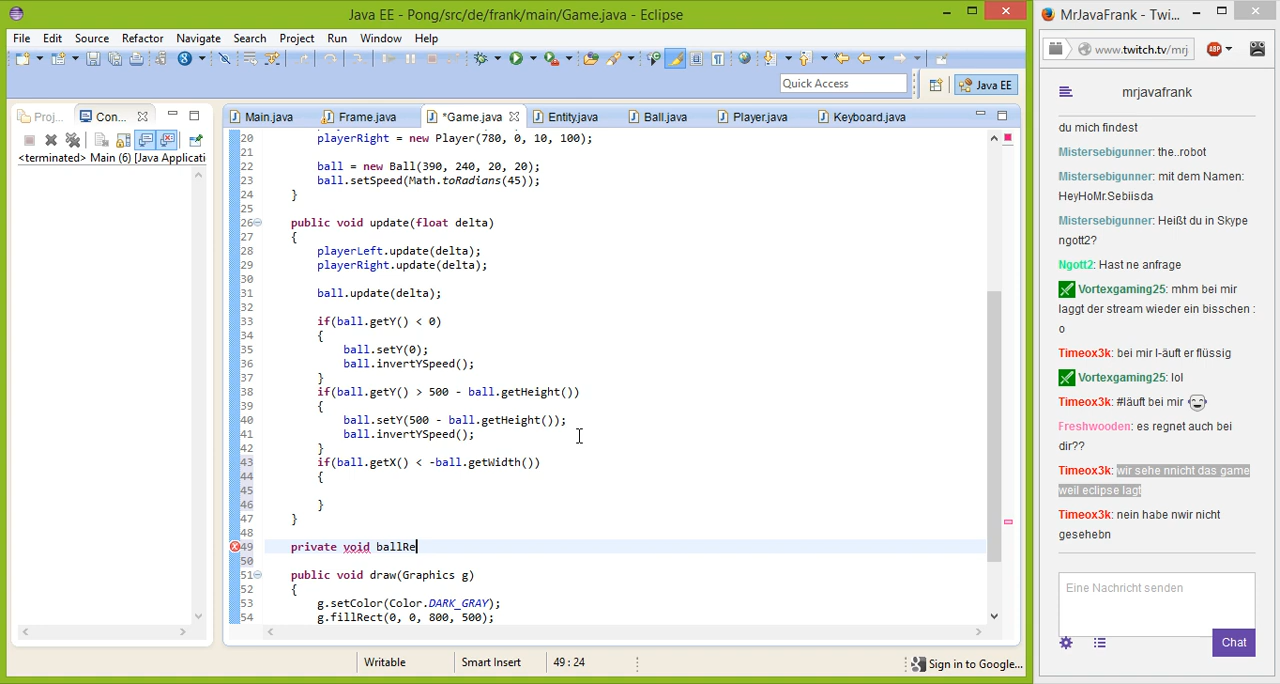 Java EE - Pong/src/de/frank/main/Game.java - Eclipse
File Edit Source Refactor Navigate Search Project Run Window Help
Quick Access
Java EE
Proj...
Con...
<terminated> Main (6) [Java Applicati
Main.java
Frame.java
*Game.java
Entity.java
Ball.java
Player.java
Keyboard.java
20 playerRight = new Player(780, 0, 10, 100);
21
22 ball = new Ball(390, 240, 20, 20);
23 ball.setSpeed(Math.toRadians(45));
24 }
25
26 public void update(float delta)
27 {
28 playerLeft.update(delta);
29 playerRight.update(delta);
30
31 ball.update(delta);
32
33 if(ball.getY() < 0)
34 {
35 ball.setY(0);
36 ball.invertYSpeed();
37 }
38 if(ball.getY() > 500 - ball.getHeight())
39 {
40 ball.setY(500 - ball.getHeight());
41 ball.invertYSpeed();
42 }
43 if(ball.getX() < -ball.getWidth())
44 {
45
46 }
47 }
48
49 private void ballRe
50
51 public void draw(Graphics g)
52 {
53 g.setColor(Color.DARK_GRAY);
54 g.fillRect(0, 0, 800, 500);
Writable
Smart Insert
49 : 24
Sign in to Google...
MrJavaFrank - Twi...
www.twitch.tv/mrj
ABP
mrjavafrank
du mich findest
Mistersebigunner: the..robot
Mistersebigunner: mit dem Namen:
HeyHoMr.Sebiisda
Mistersebigunner: Heißt du in Skype
ngott2?
Ngott2: Hast ne anfrage
Vortexgaming25: mhm bei mir
laggt der stream wieder ein bisschen :
o
Timeox3k: bei mir l-äuft er flüssig
Vortexgaming25: lol
Timeox3k: #läuft bei mir
Freshwooden: es regnet auch bei
dir??
Timeox3k: wir sehe nnicht das game
weil eclipse lagt
Timeox3k: nein habe nwir nicht
gesehebn
Eine Nachricht senden
Chat